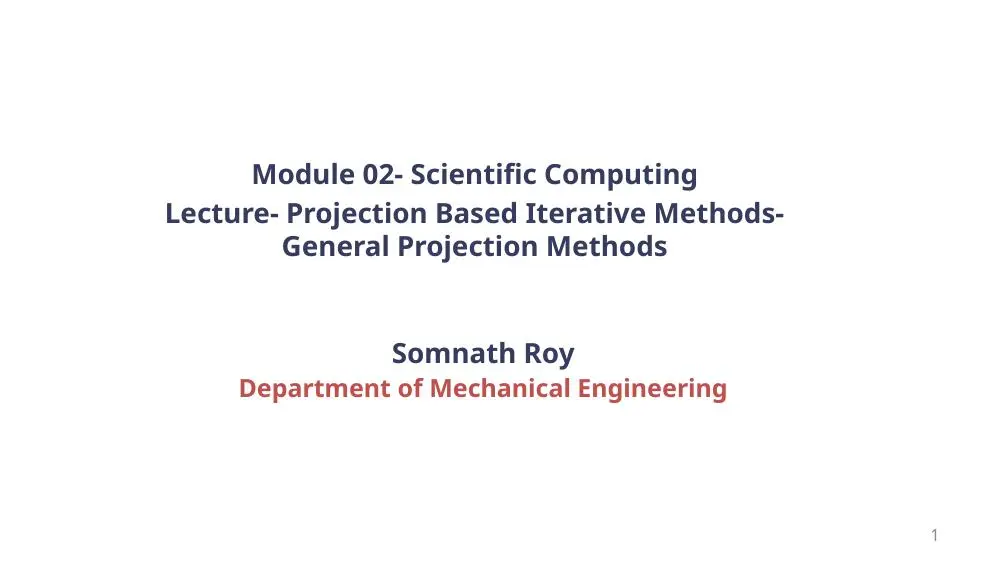 Module 02- Scientific Computing
Lecture- Projection Based Iterative Methods-
General Projection Methods
Somnath Roy
Department of Mechanical Engineering
1